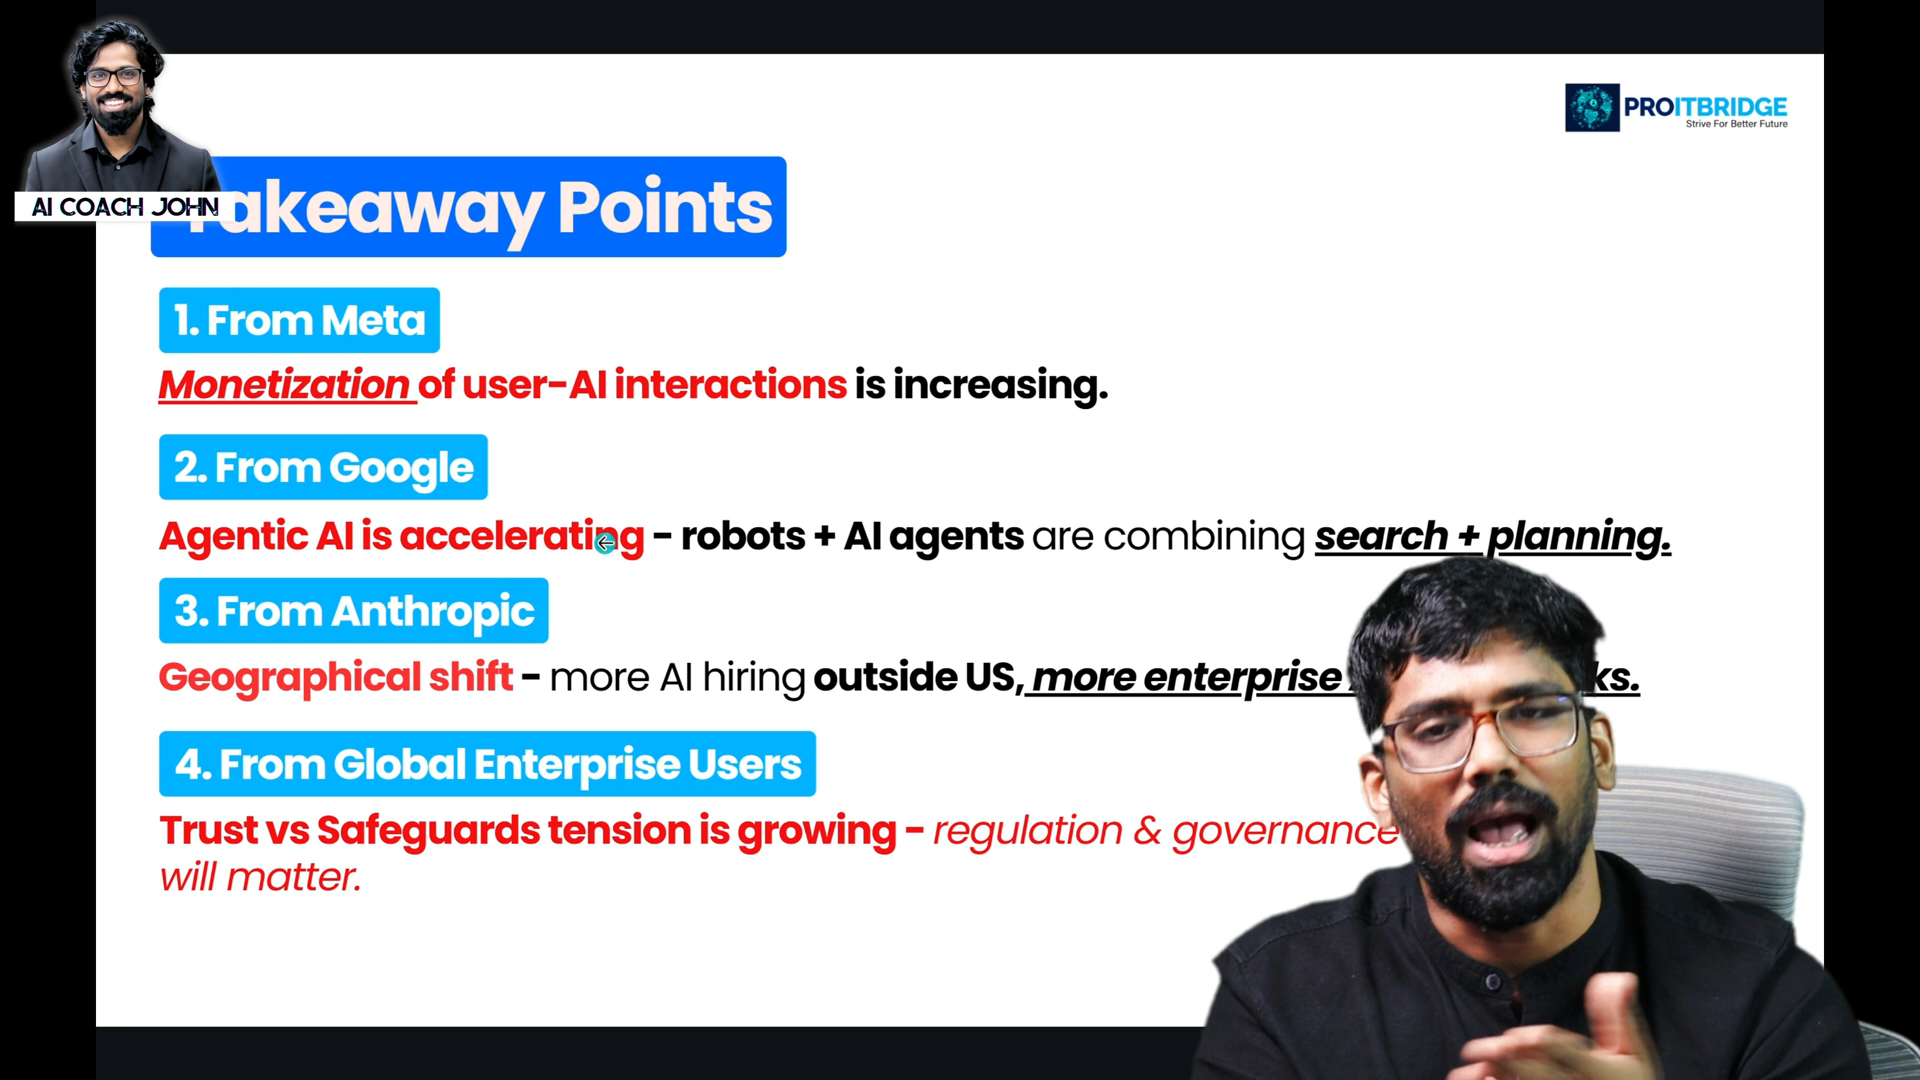 PROITBRIDGE
Strive For Better Future
AI COACH JOHN
Takeaway Points
1. From Meta
Monetization of user-AI interactions is increasing.
2. From Google
Agentic AI is accelerating - robots + AI agents are combining search + planning.
3. From Anthropic
Geographical shift - more AI hiring outside US, more enterprise
4. From Global Enterprise Users
Trust vs Safeguards tension is growing - regulation & governance
will matter.